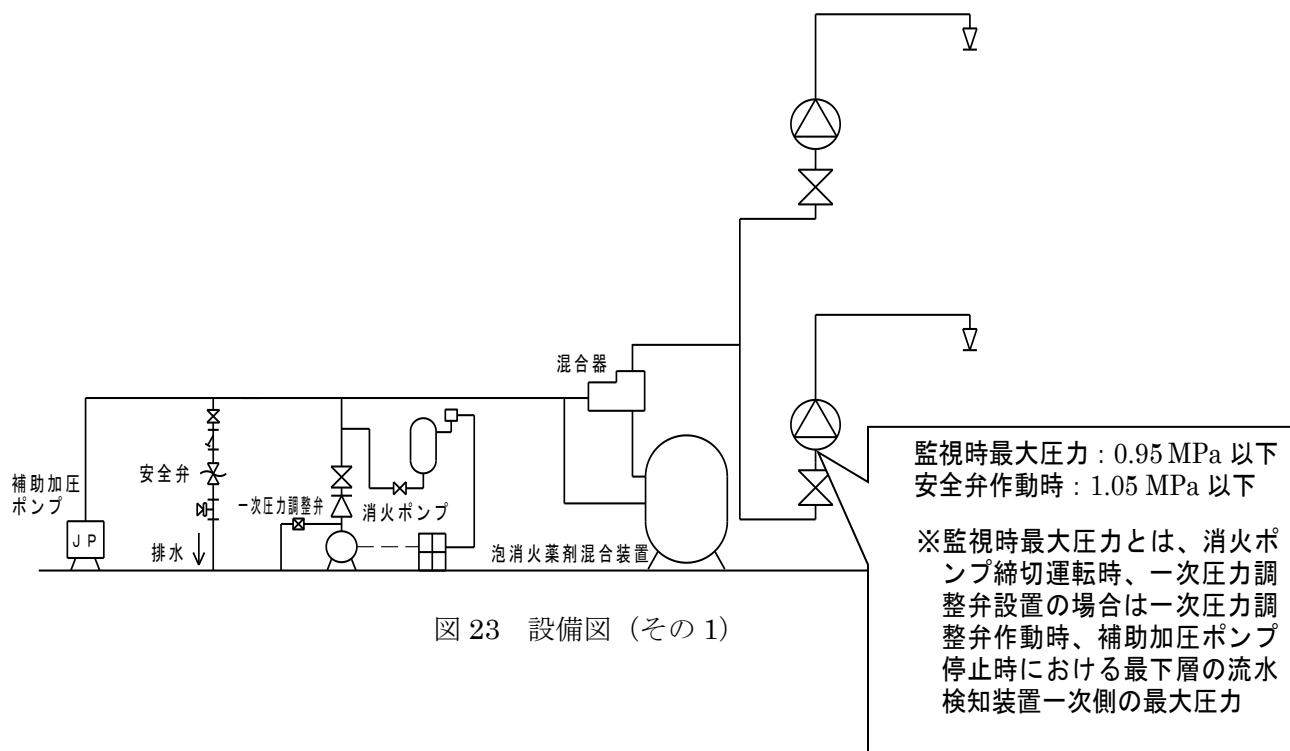 混合器
安全弁
補助加圧
ポンプ
一次圧力調整弁
消火ポンプ
JP
排水
泡消火薬剤混合装置
監視時最大圧力：0.95 MPa 以下
安全弁作動時：1.05 MPa 以下
※監視時最大圧力とは、消火ポ
ンプ締切運転時、一次圧力調
整弁設置の場合は一次圧力調
整弁作動時、補助加圧ポンプ
停止時における最下層の流水
検知装置一次側の最大圧力
図 23　設備図（その 1）